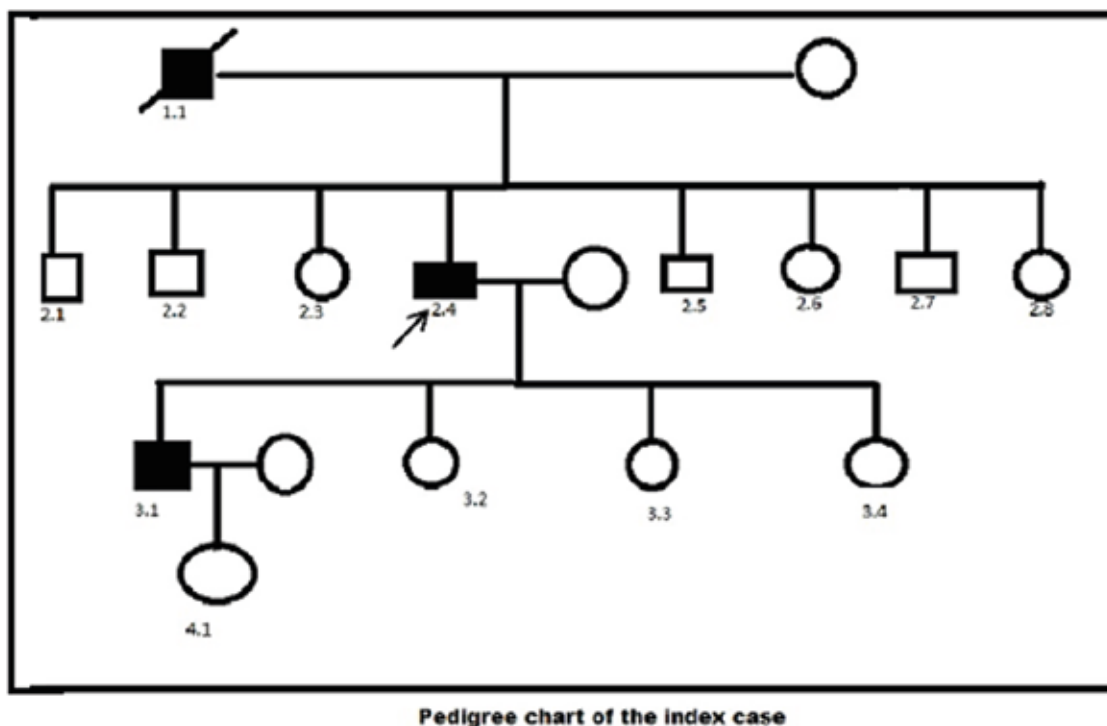 1.1
2.1 2.2 2.3 2.4 2.5 2.6 2.7 2.8
3.1 3.2 3.3 3.4
4.1
Pedigree chart of the index case